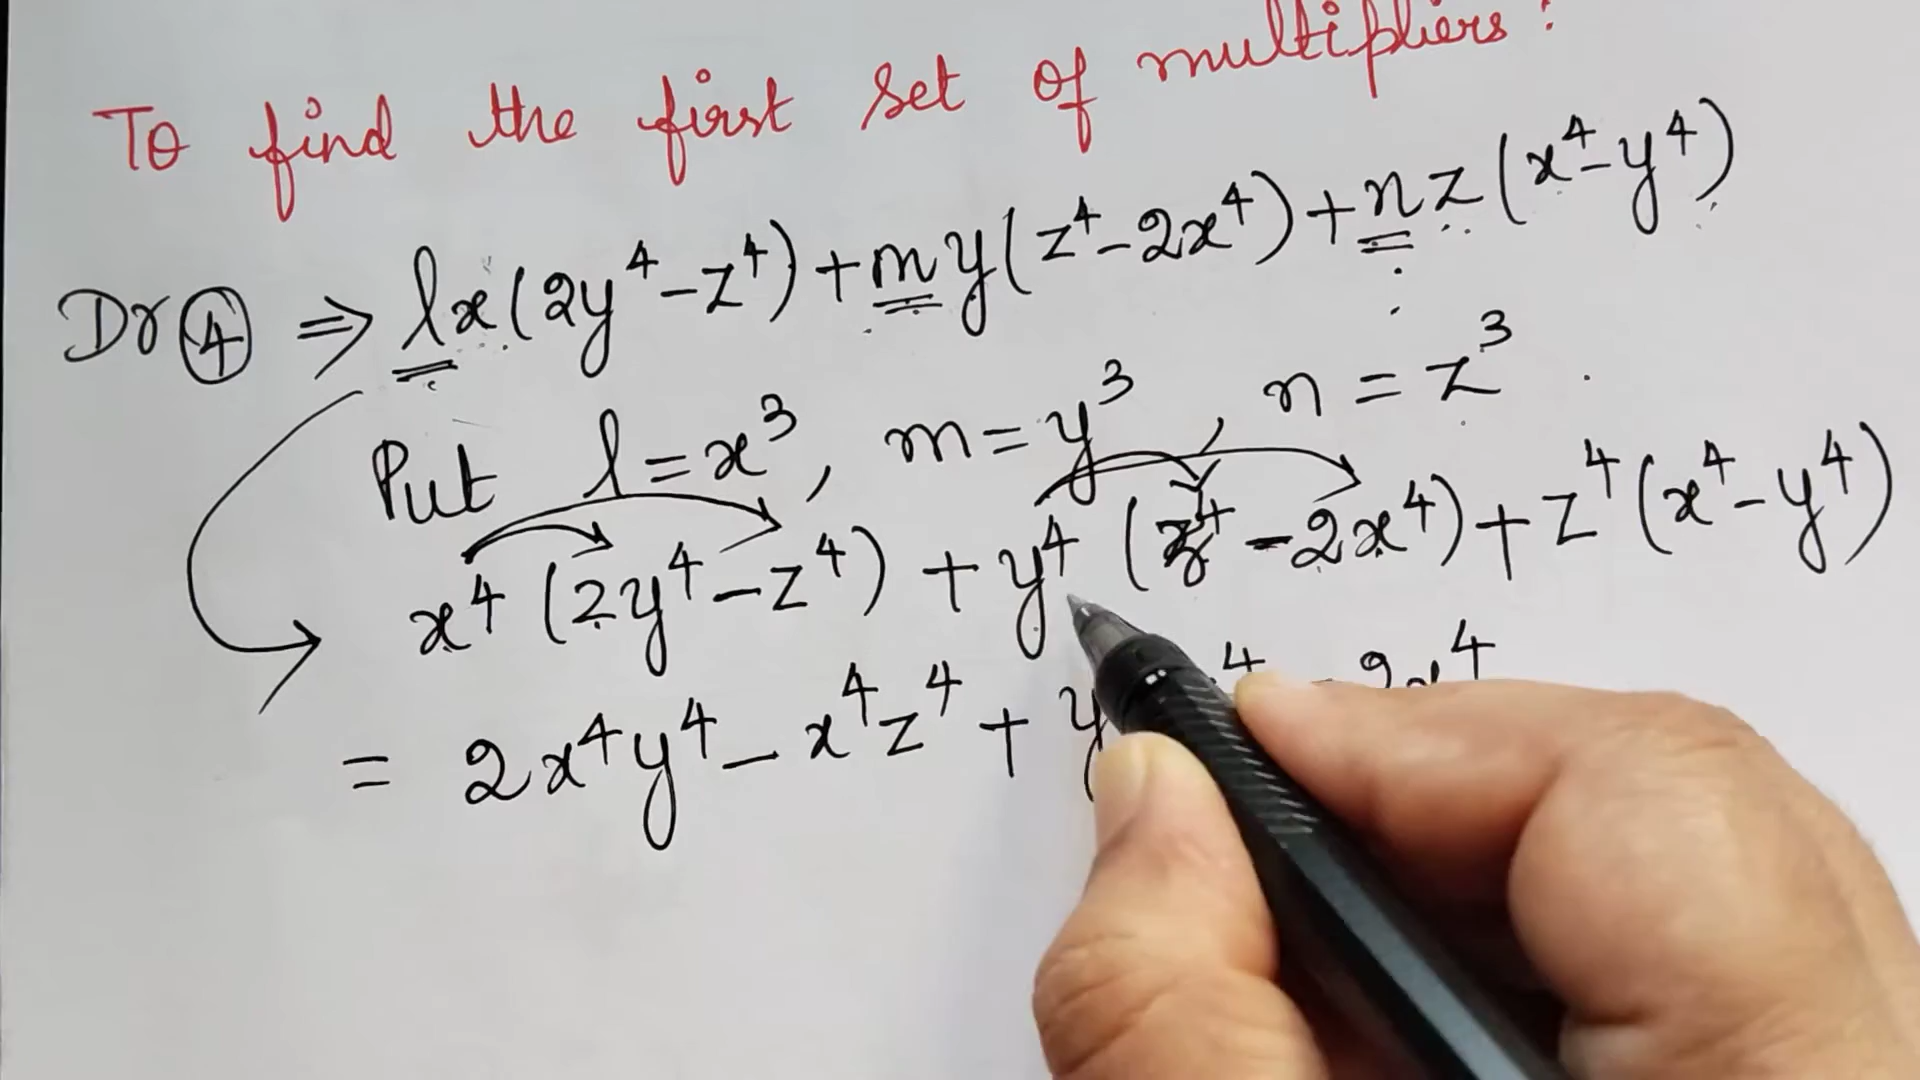 To find the first set of multipliers:
Dr ④ ⇒ lx(2y⁴-z⁴)+my(z⁴-2x⁴)+nz(x⁴-y⁴)
Put l=x³, m=y³, n=z³
x⁴(2y⁴-z⁴)+y⁴(z⁴-2x⁴)+z⁴(x⁴-y⁴)
= 2x⁴y⁴-x⁴z⁴+y